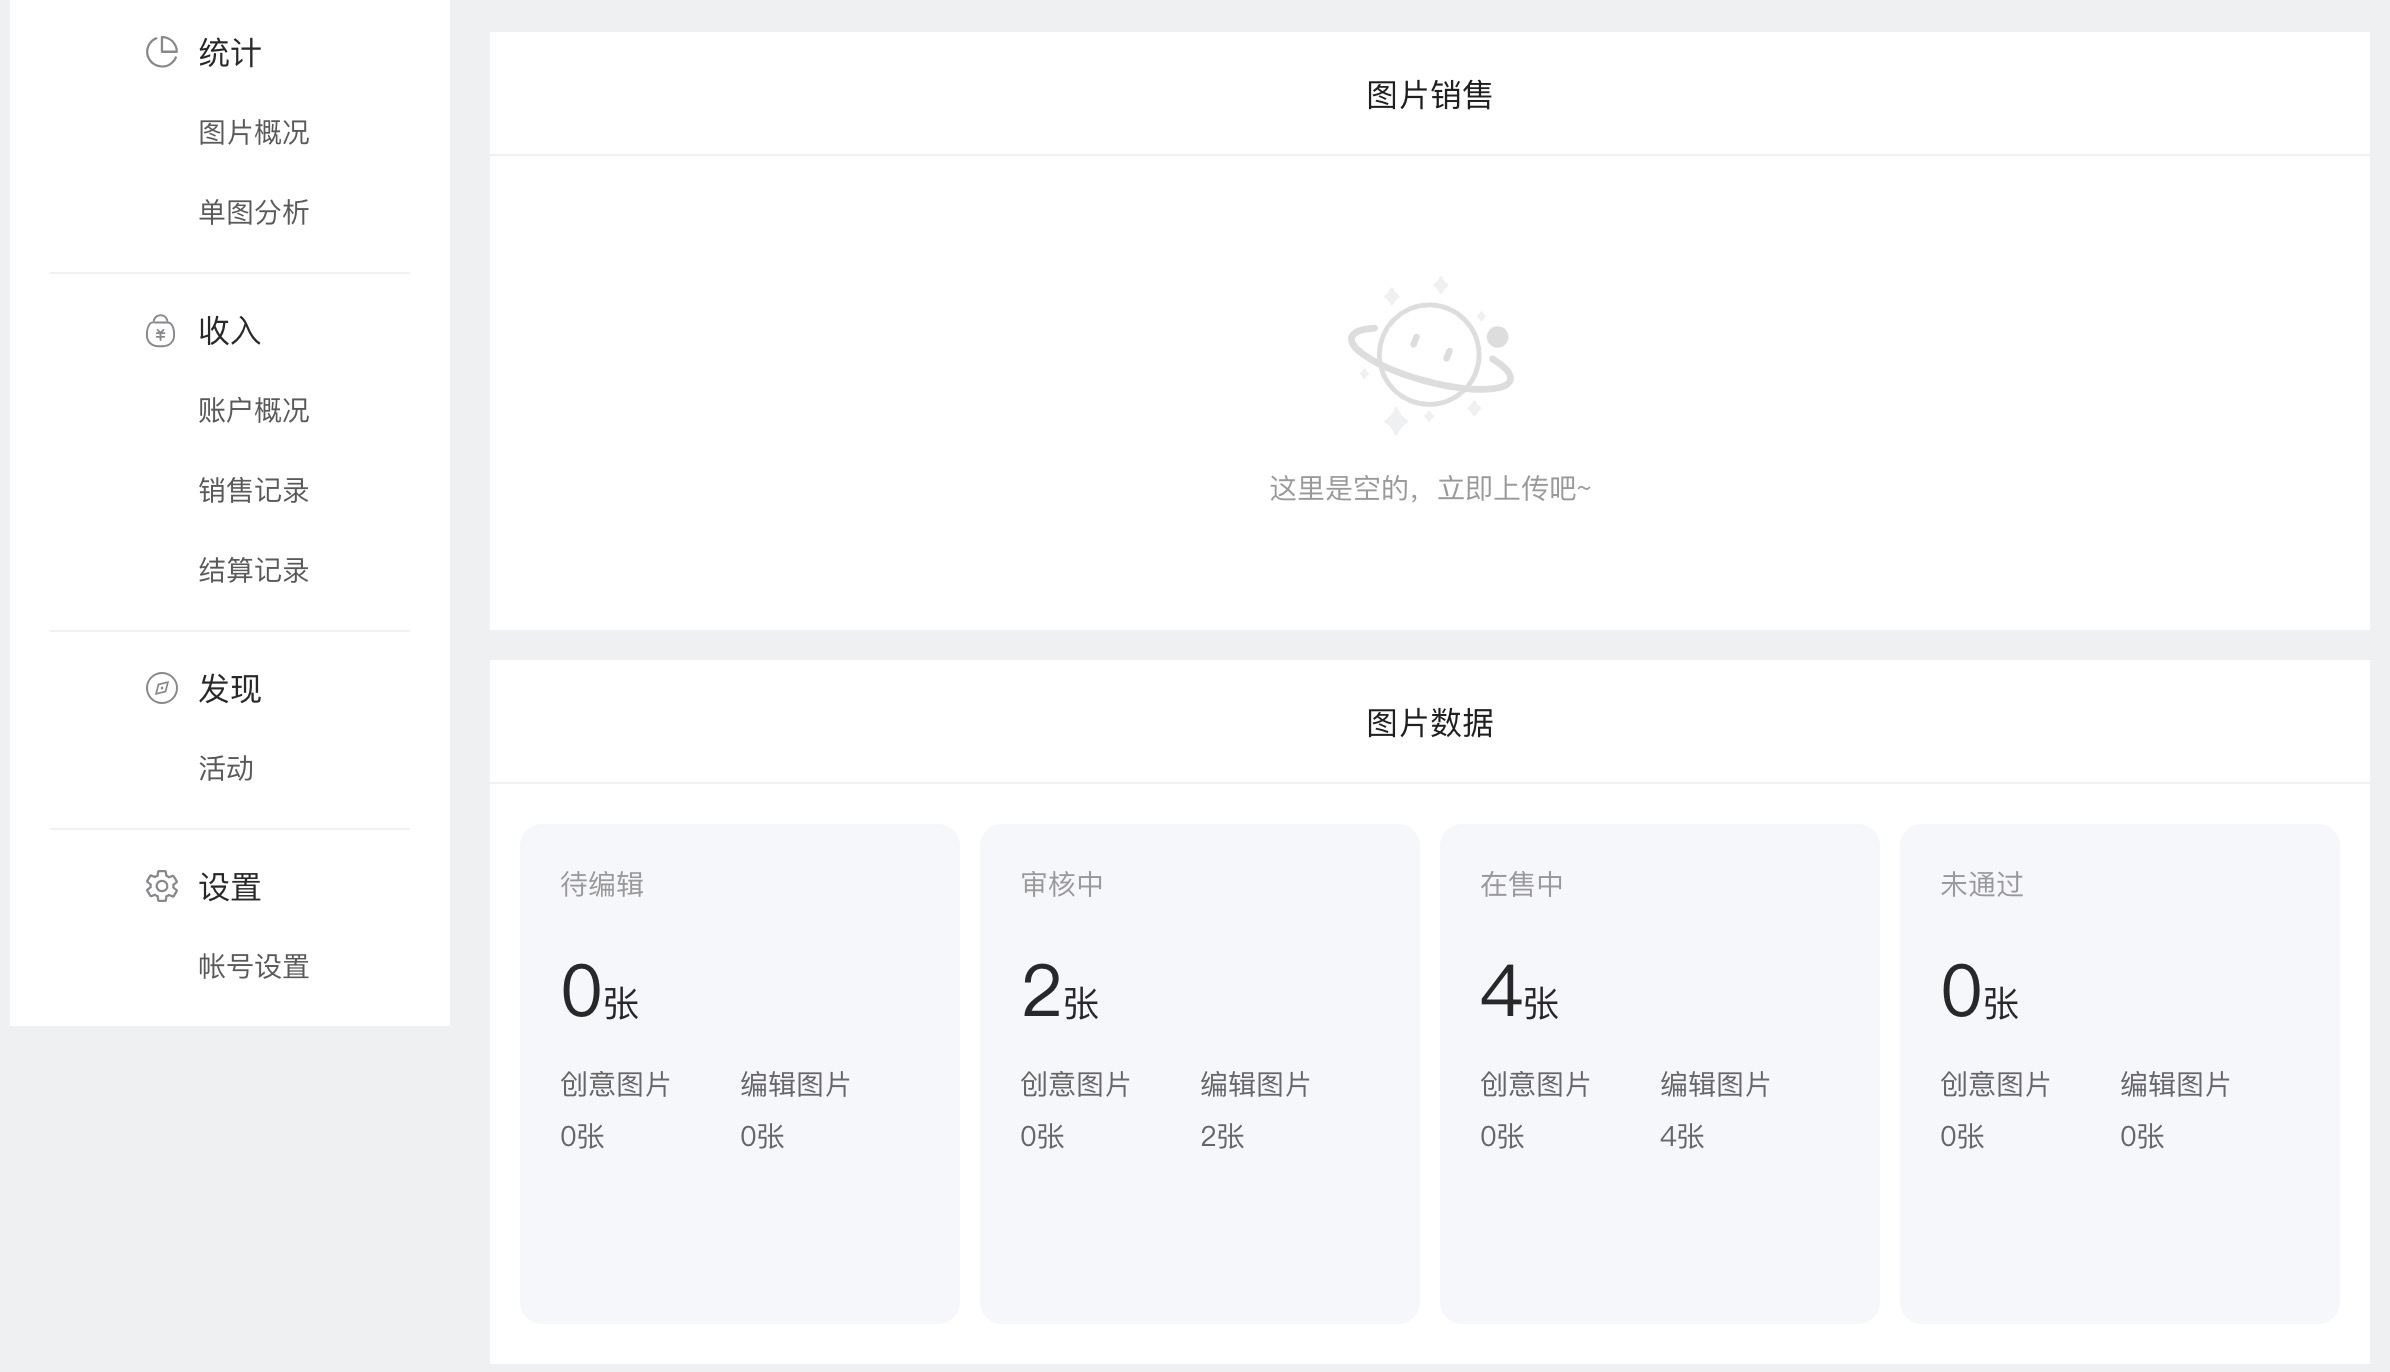 统计
图片概况
单图分析
收入
账户概况
销售记录
结算记录
发现
活动
设置
帐号设置
图片销售
这里是空的，立即上传吧~
图片数据
待编辑
0张
创意图片 编辑图片
0张 0张
审核中
2张
创意图片 编辑图片
0张 2张
在售中
4张
创意图片 编辑图片
0张 4张
未通过
0张
创意图片 编辑图片
0张 0张